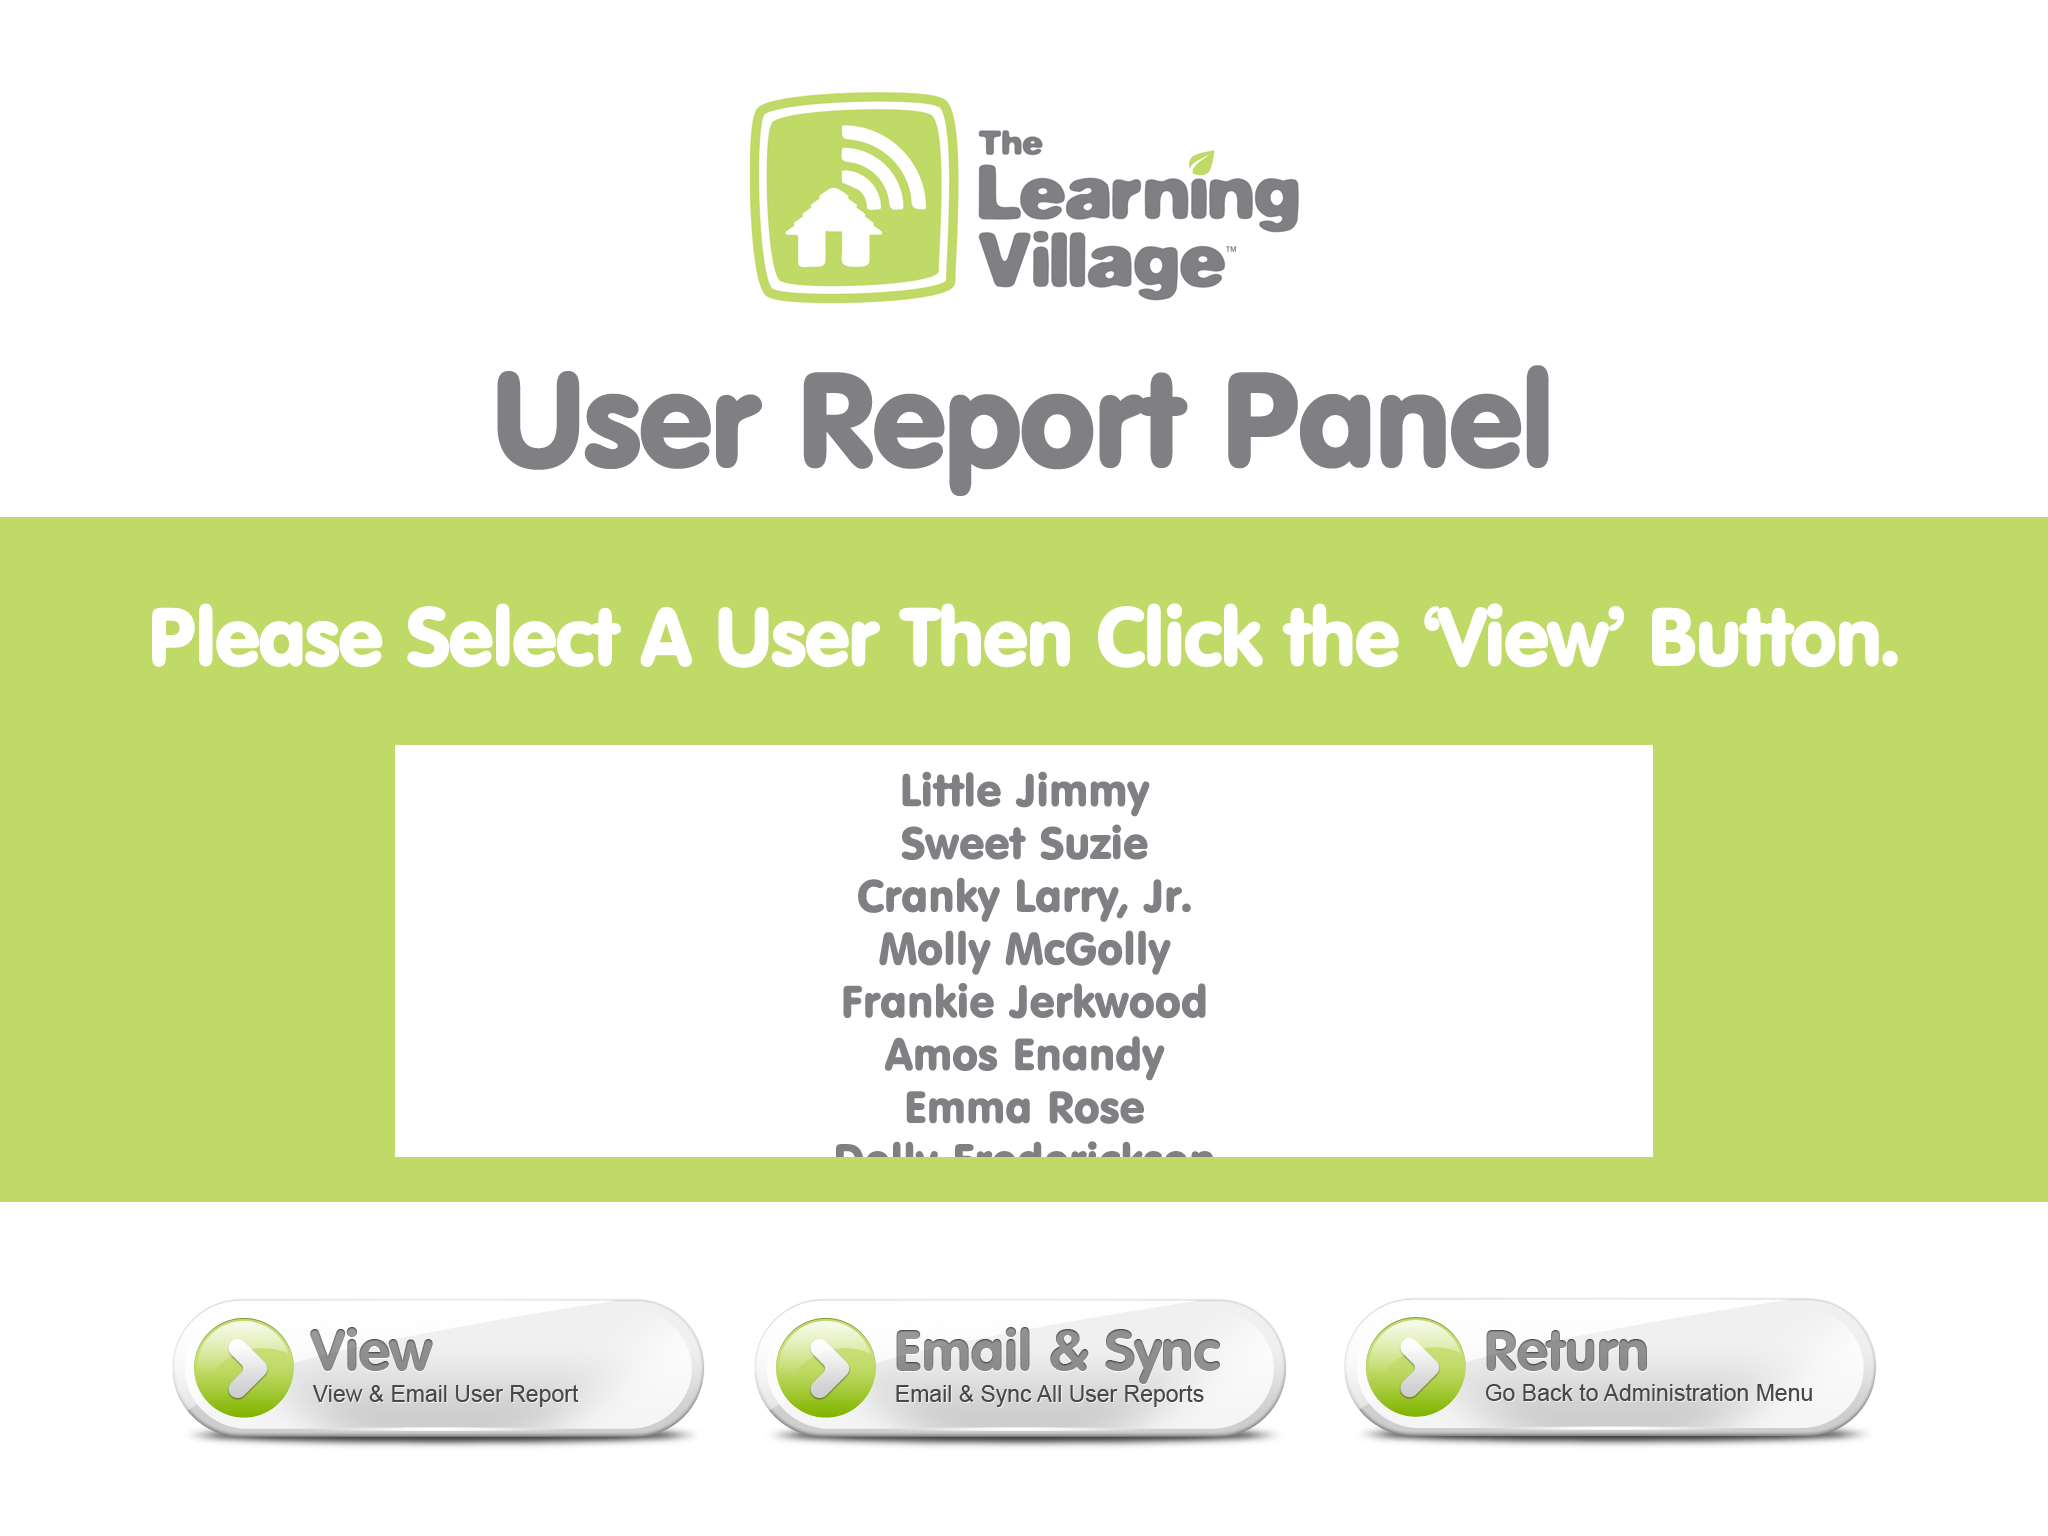 The
Learning
Village™
User Report Panel
Please Select A User Then Click the ‘View’ Button.
Little Jimmy
Sweet Suzie
Cranky Larry, Jr.
Molly McGolly
Frankie Jerkwood
Amos Enandy
Emma Rose
View
View & Email User Report
Email & Sync
Email & Sync All User Reports
Return
Go Back to Administration Menu